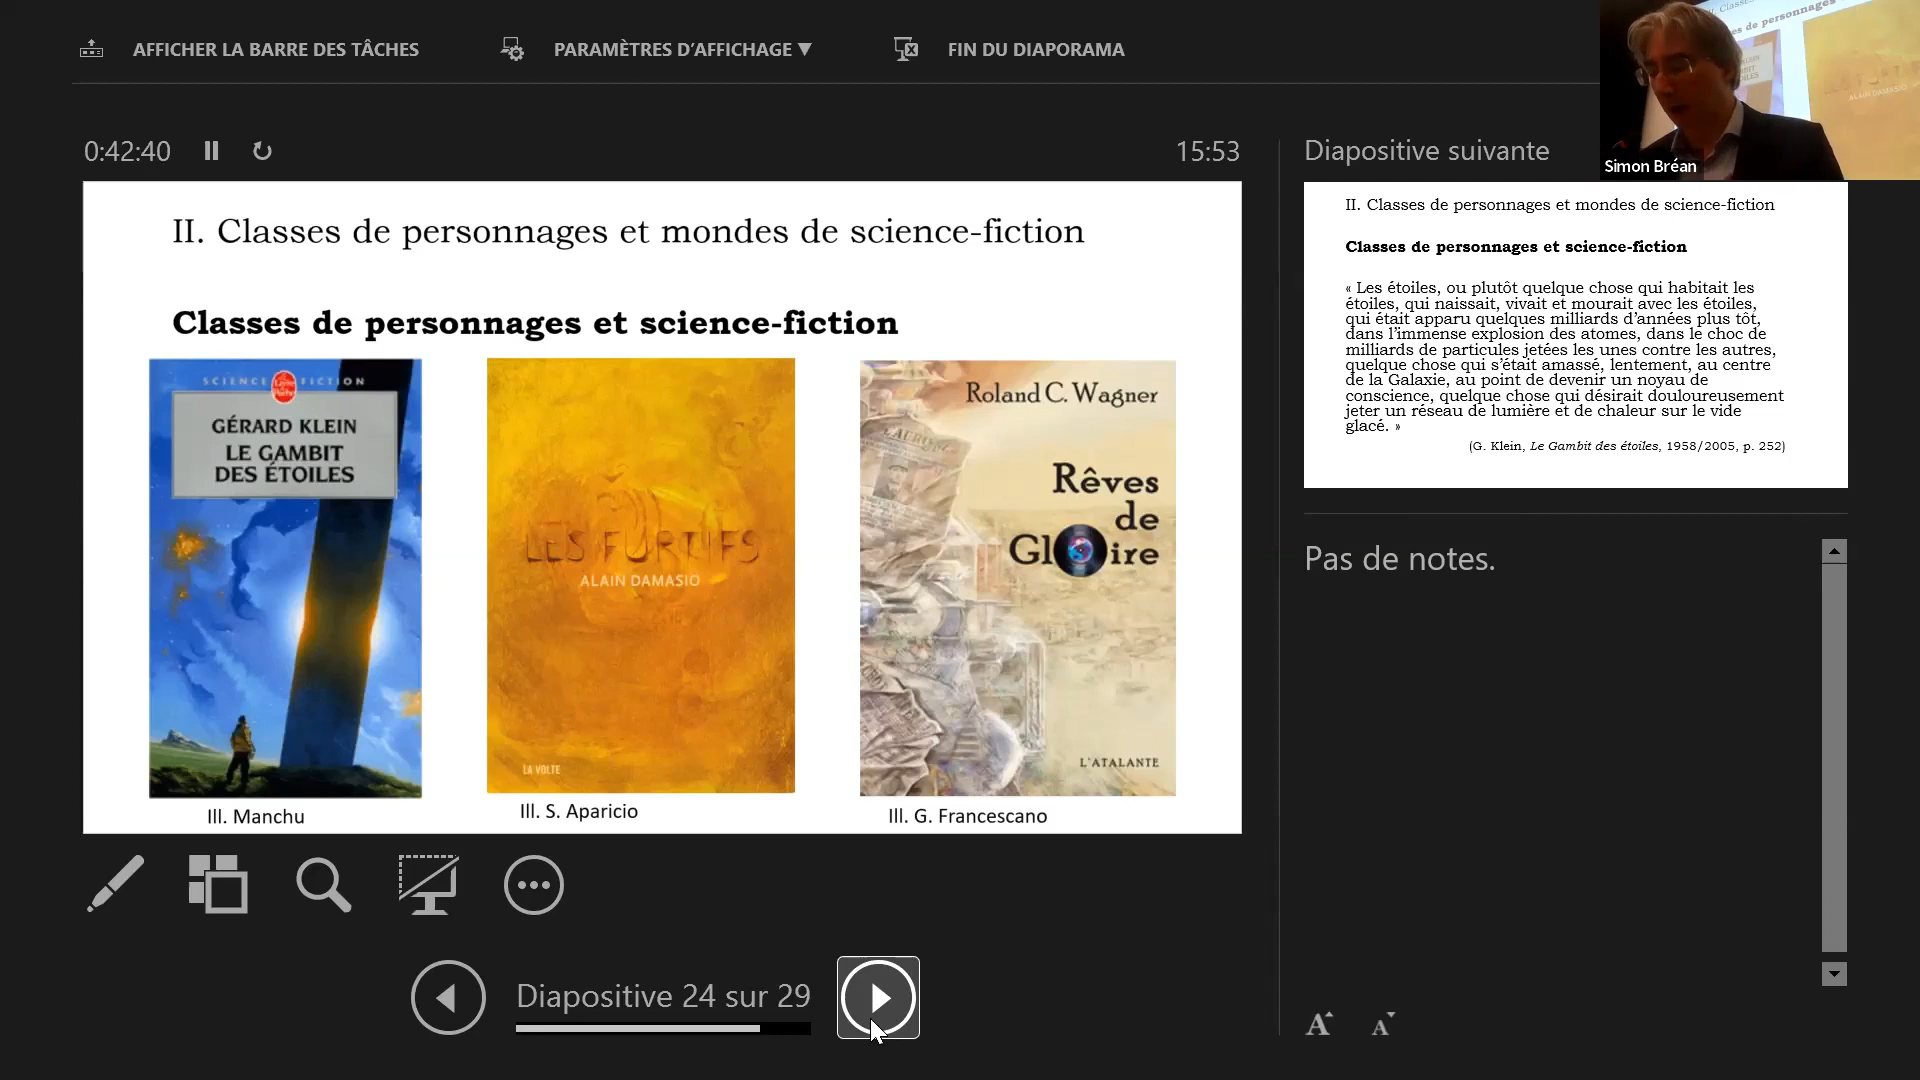 AFFICHER LA BARRE DES TÂCHES
PARAMÈTRES D'AFFICHAGE ▼
FIN DU DIAPORAMA
Simon Bréan
0:42:40
15:53
II. Classes de personnages et mondes de science-fiction
Classes de personnages et science-fiction
SCIENCE FICTION
GÉRARD KLEIN
LE GAMBIT
DES ÉTOILES
Ill. Manchu
LES FURTIFS
ALAIN DAMASIO
LA VOLTE
Ill. S. Aparicio
Roland C. Wagner
Rêves
de
Gloire
L'ATALANTE
Ill. G. Francescano
Diapositive 24 sur 29
Diapositive suivante
II. Classes de personnages et mondes de science-fiction
Classes de personnages et science-fiction
« Les étoiles, ou plutôt quelque chose qui habitait les
étoiles, qui naissait, vivait et mourait avec les étoiles,
qui était apparu quelques milliards d'années plus tôt,
dans l'immense explosion des atomes, dans le choc de
milliards de particules jetées les unes contre les autres,
quelque chose qui s'était amassé, lentement, au centre
de la Galaxie, au point de devenir un noyau de
conscience, quelque chose qui désirait douloureusement
jeter un réseau de lumière et de chaleur sur le vide
glacé. »
(G. Klein, Le Gambit des étoiles, 1958/2005, p. 252)
Pas de notes.
A A